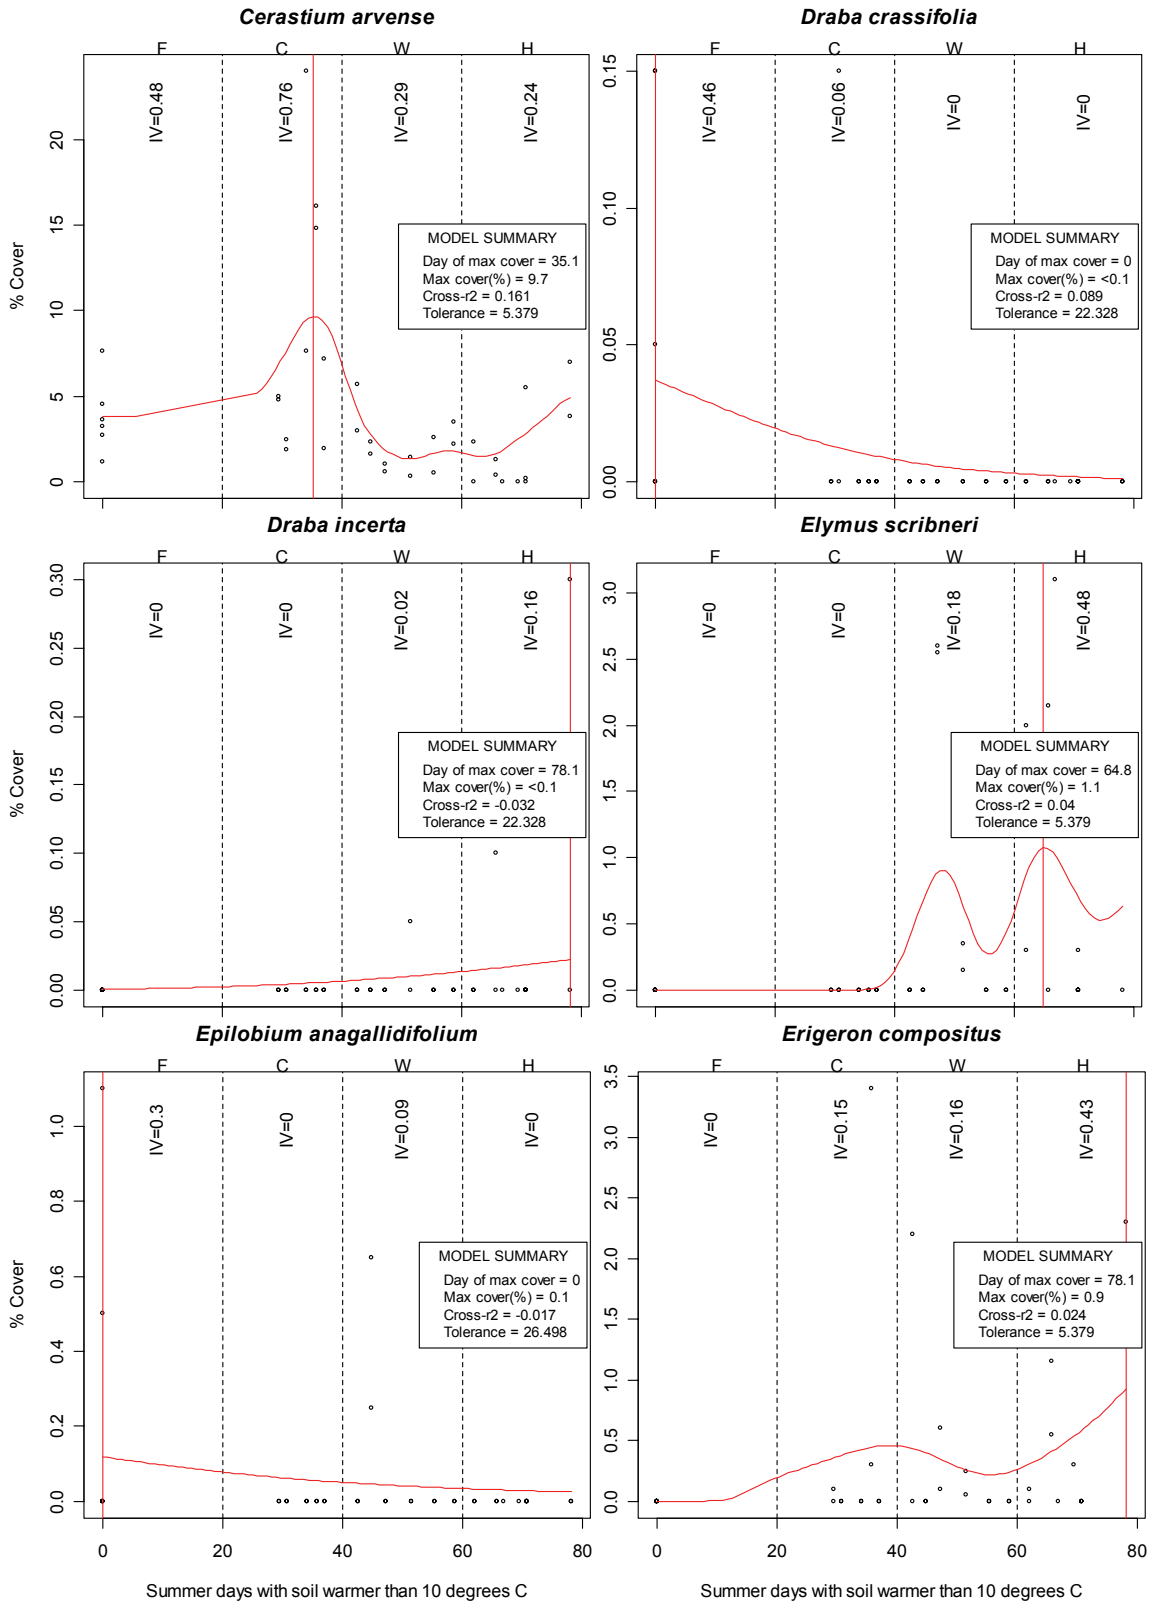 Cerastium arvense
F C W H
IV=0.48 IV=0.76 IV=0.29 IV=0.24
MODEL SUMMARY
Day of max cover = 35.1
Max cover(%) = 9.7
Cross-r2 = 0.161
Tolerance = 5.379
% Cover
0 5 10 15 20
Draba crassifolia
F C W H
IV=0.46 IV=0.06 IV=0 IV=0
MODEL SUMMARY
Day of max cover = 0
Max cover(%) = <0.1
Cross-r2 = 0.089
Tolerance = 22.328
0.00 0.05 0.10 0.15
Draba incerta
F C W H
IV=0 IV=0 IV=0.02 IV=0.16
MODEL SUMMARY
Day of max cover = 78.1
Max cover(%) = <0.1
Cross-r2 = -0.032
Tolerance = 22.328
% Cover
0.00 0.05 0.10 0.15 0.20 0.25 0.30
Elymus scribneri
F C W H
IV=0 IV=0 IV=0.18 IV=0.48
MODEL SUMMARY
Day of max cover = 64.8
Max cover(%) = 1.1
Cross-r2 = 0.04
Tolerance = 5.379
0.0 0.5 1.0 1.5 2.0 2.5 3.0
Epilobium anagallidifolium
F C W H
IV=0.3 IV=0 IV=0.09 IV=0
MODEL SUMMARY
Day of max cover = 0
Max cover(%) = 0.1
Cross-r2 = -0.017
Tolerance = 26.498
% Cover
0.0 0.2 0.4 0.6 0.8 1.0
0 20 40 60 80
Summer days with soil warmer than 10 degrees C
Erigeron compositus
F C W H
IV=0 IV=0.15 IV=0.16 IV=0.43
MODEL SUMMARY
Day of max cover = 78.1
Max cover(%) = 0.9
Cross-r2 = 0.024
Tolerance = 5.379
0.0 0.5 1.0 1.5 2.0 2.5 3.0 3.5
0 20 40 60 80
Summer days with soil warmer than 10 degrees C